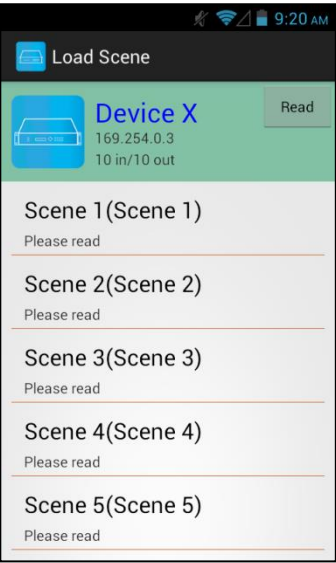 9:20 AM
Load Scene
Device X
Read
169.254.0.3
10 in/10 out
Scene 1(Scene 1)
Please read
Scene 2(Scene 2)
Please read
Scene 3(Scene 3)
Please read
Scene 4(Scene 4)
Please read
Scene 5(Scene 5)
Please read